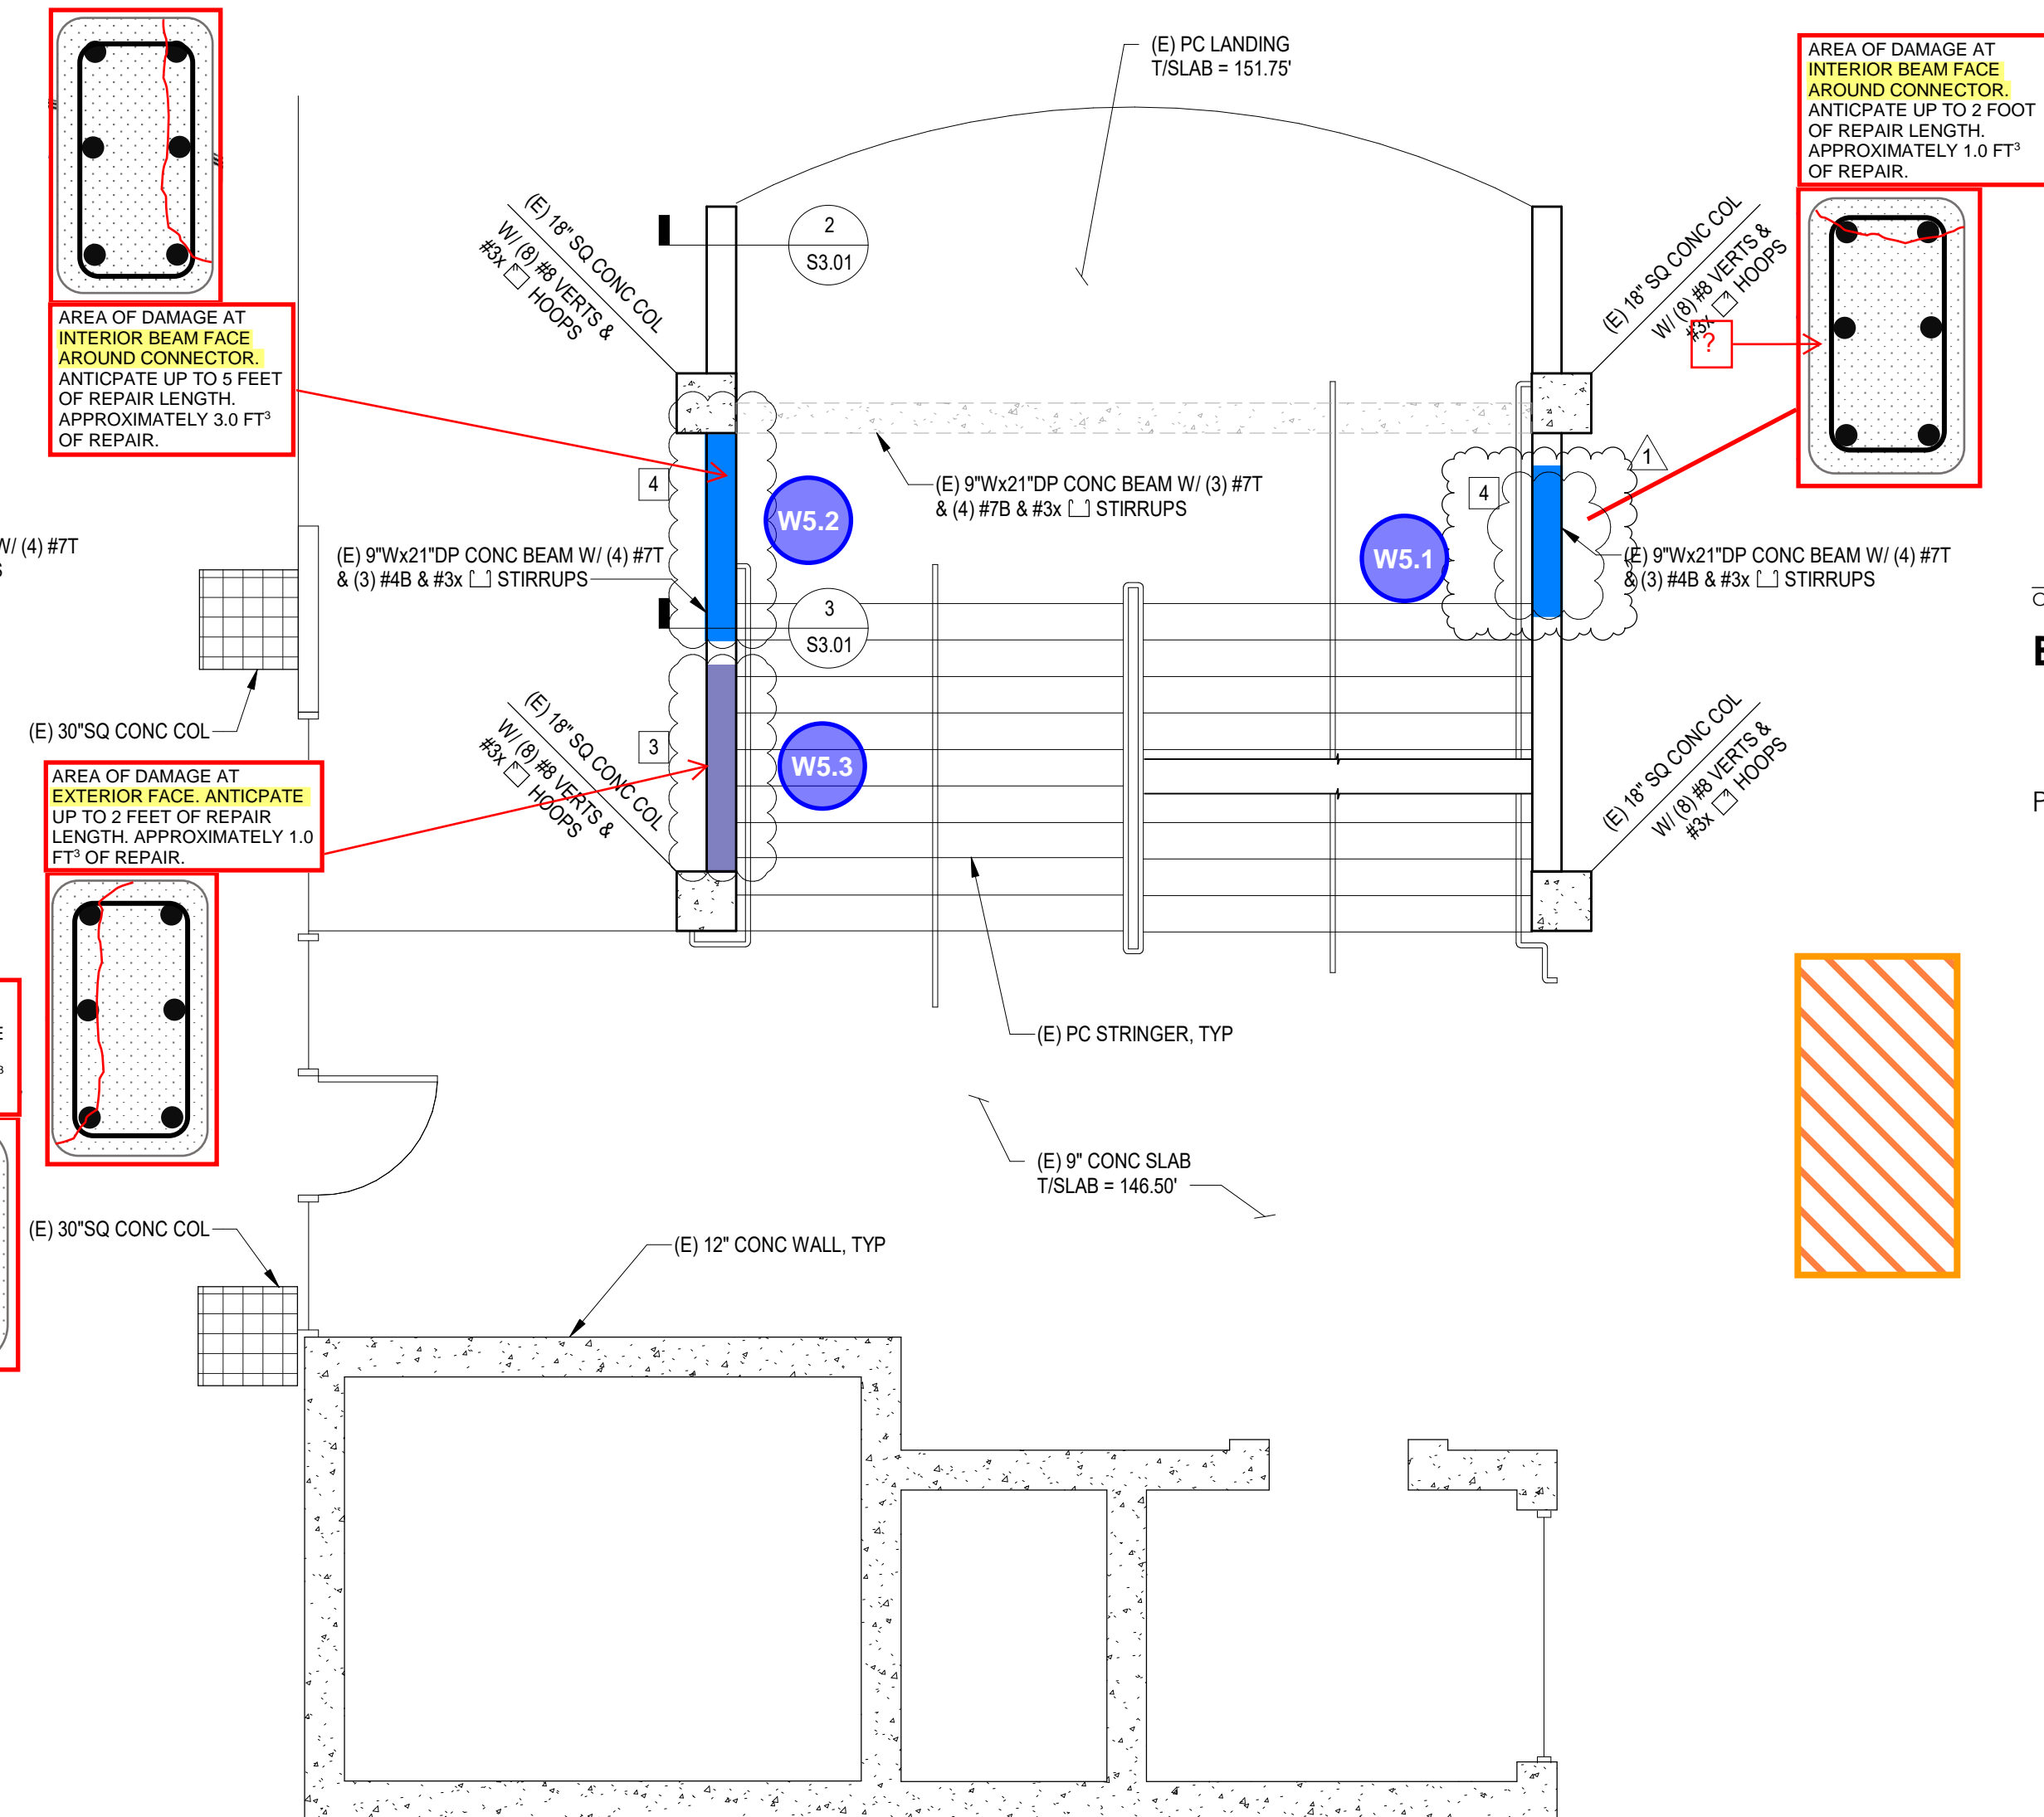 (E) PC LANDING
T/SLAB = 151.75'
AREA OF DAMAGE AT
INTERIOR BEAM FACE
AROUND CONNECTOR.
ANTICPATE UP TO 2 FOOT
OF REPAIR LENGTH.
APPROXIMATELY 1.0 FT³
OF REPAIR.
(E) 18" SQ CONC COL
W/ (8) #8 VERTS &
#3x HOOPS
2
S3.01
(E) 18" SQ CONC COL
W/ (8) #8 VERTS &
#3x HOOPS
?
AREA OF DAMAGE AT
INTERIOR BEAM FACE
AROUND CONNECTOR.
ANTICPATE UP TO 5 FEET
OF REPAIR LENGTH.
APPROXIMATELY 3.0 FT³
OF REPAIR.
4
W5.2
(E) 9"Wx21"DP CONC BEAM W/ (3) #7T
& (4) #7B & #3x STIRRUPS
1
4
W5.1
W/ (4) #7T
(E) 9"Wx21"DP CONC BEAM W/ (4) #7T
& (3) #4B & #3x STIRRUPS
(E) 9"Wx21"DP CONC BEAM W/ (4) #7T
& (3) #4B & #3x STIRRUPS
3
S3.01
(E) 30"SQ CONC COL
(E) 18" SQ CONC COL
W/ (8) #8 VERTS &
#3x HOOPS
3
W5.3
(E) 18" SQ CONC COL
W/ (8) #8 VERTS &
#3x HOOPS
AREA OF DAMAGE AT
EXTERIOR FACE. ANTICPATE
UP TO 2 FEET OF REPAIR
LENGTH. APPROXIMATELY 1.0
FT³ OF REPAIR.
(E) PC STRINGER, TYP
(E) 9" CONC SLAB
T/SLAB = 146.50'
(E) 30"SQ CONC COL
(E) 12" CONC WALL, TYP